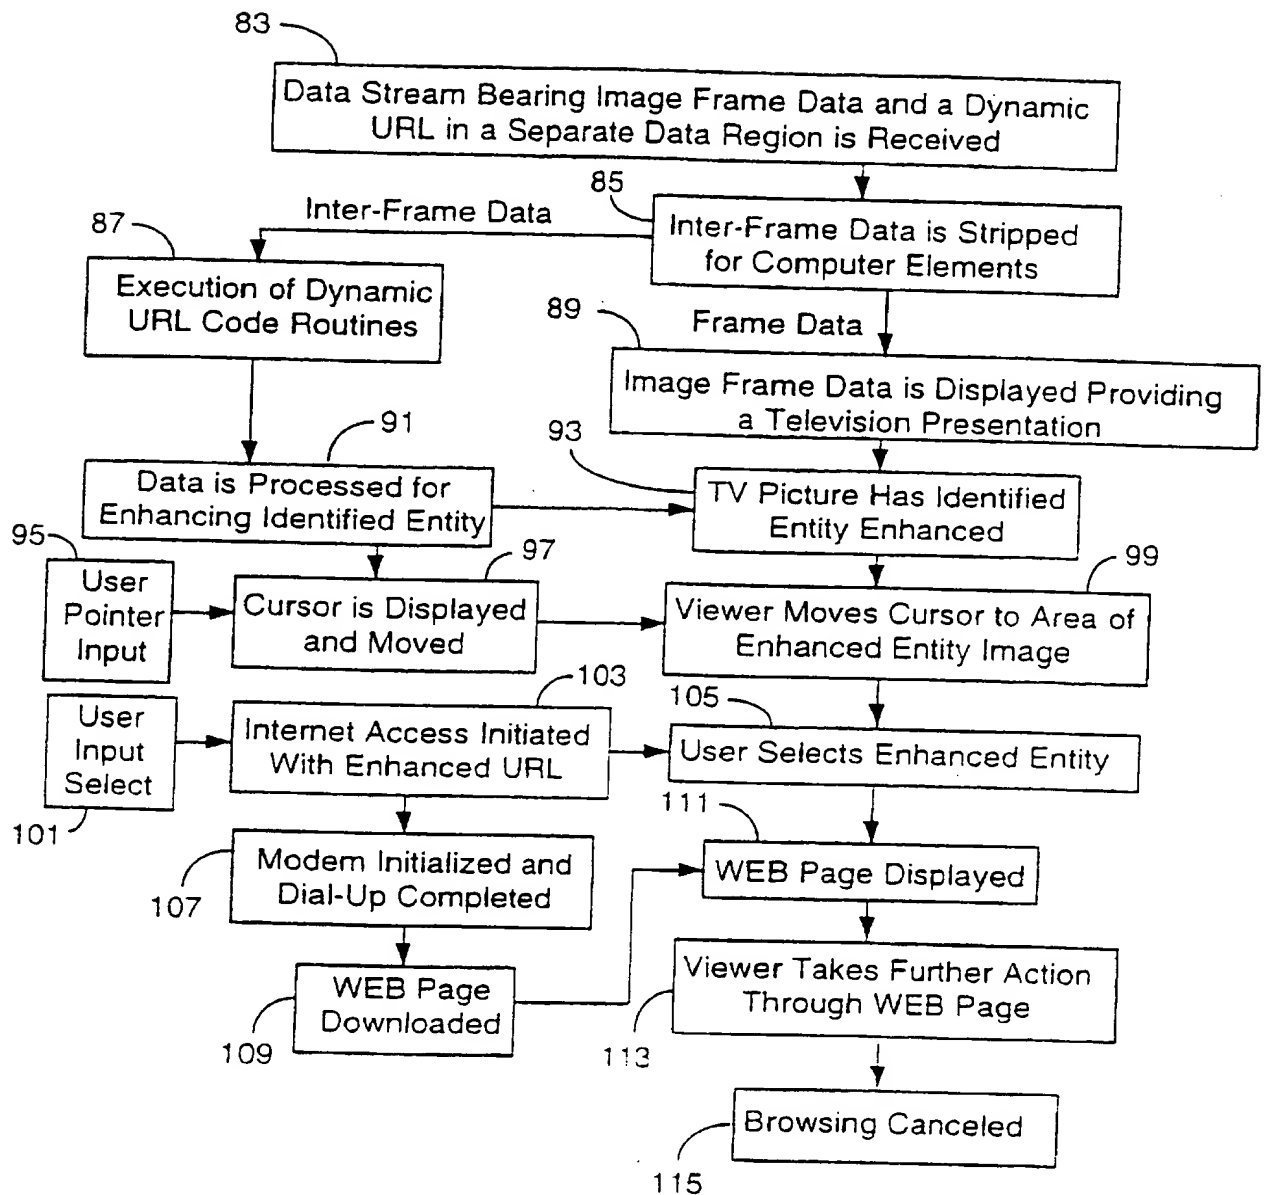 83
Data Stream Bearing Image Frame Data and a Dynamic
URL in a Separate Data Region is Received
85
Inter-Frame Data
87
Inter-Frame Data is Stripped
for Computer Elements
Execution of Dynamic
URL Code Routines
89
Frame Data
Image Frame Data is Displayed Providing
a Television Presentation
91
93
Data is Processed for
Enhancing Identified Entity
TV Picture Has Identified
Entity Enhanced
95
97
99
User
Pointer
Input
Cursor is Displayed
and Moved
Viewer Moves Cursor to Area of
Enhanced Entity Image
103
105
User
Input
Select
101
Internet Access Initiated
With Enhanced URL
User Selects Enhanced Entity
111
Modem Initialized and
Dial-Up Completed
107
WEB Page Displayed
WEB Page
Downloaded
109
Viewer Takes Further Action
Through WEB Page
113
Browsing Canceled
115